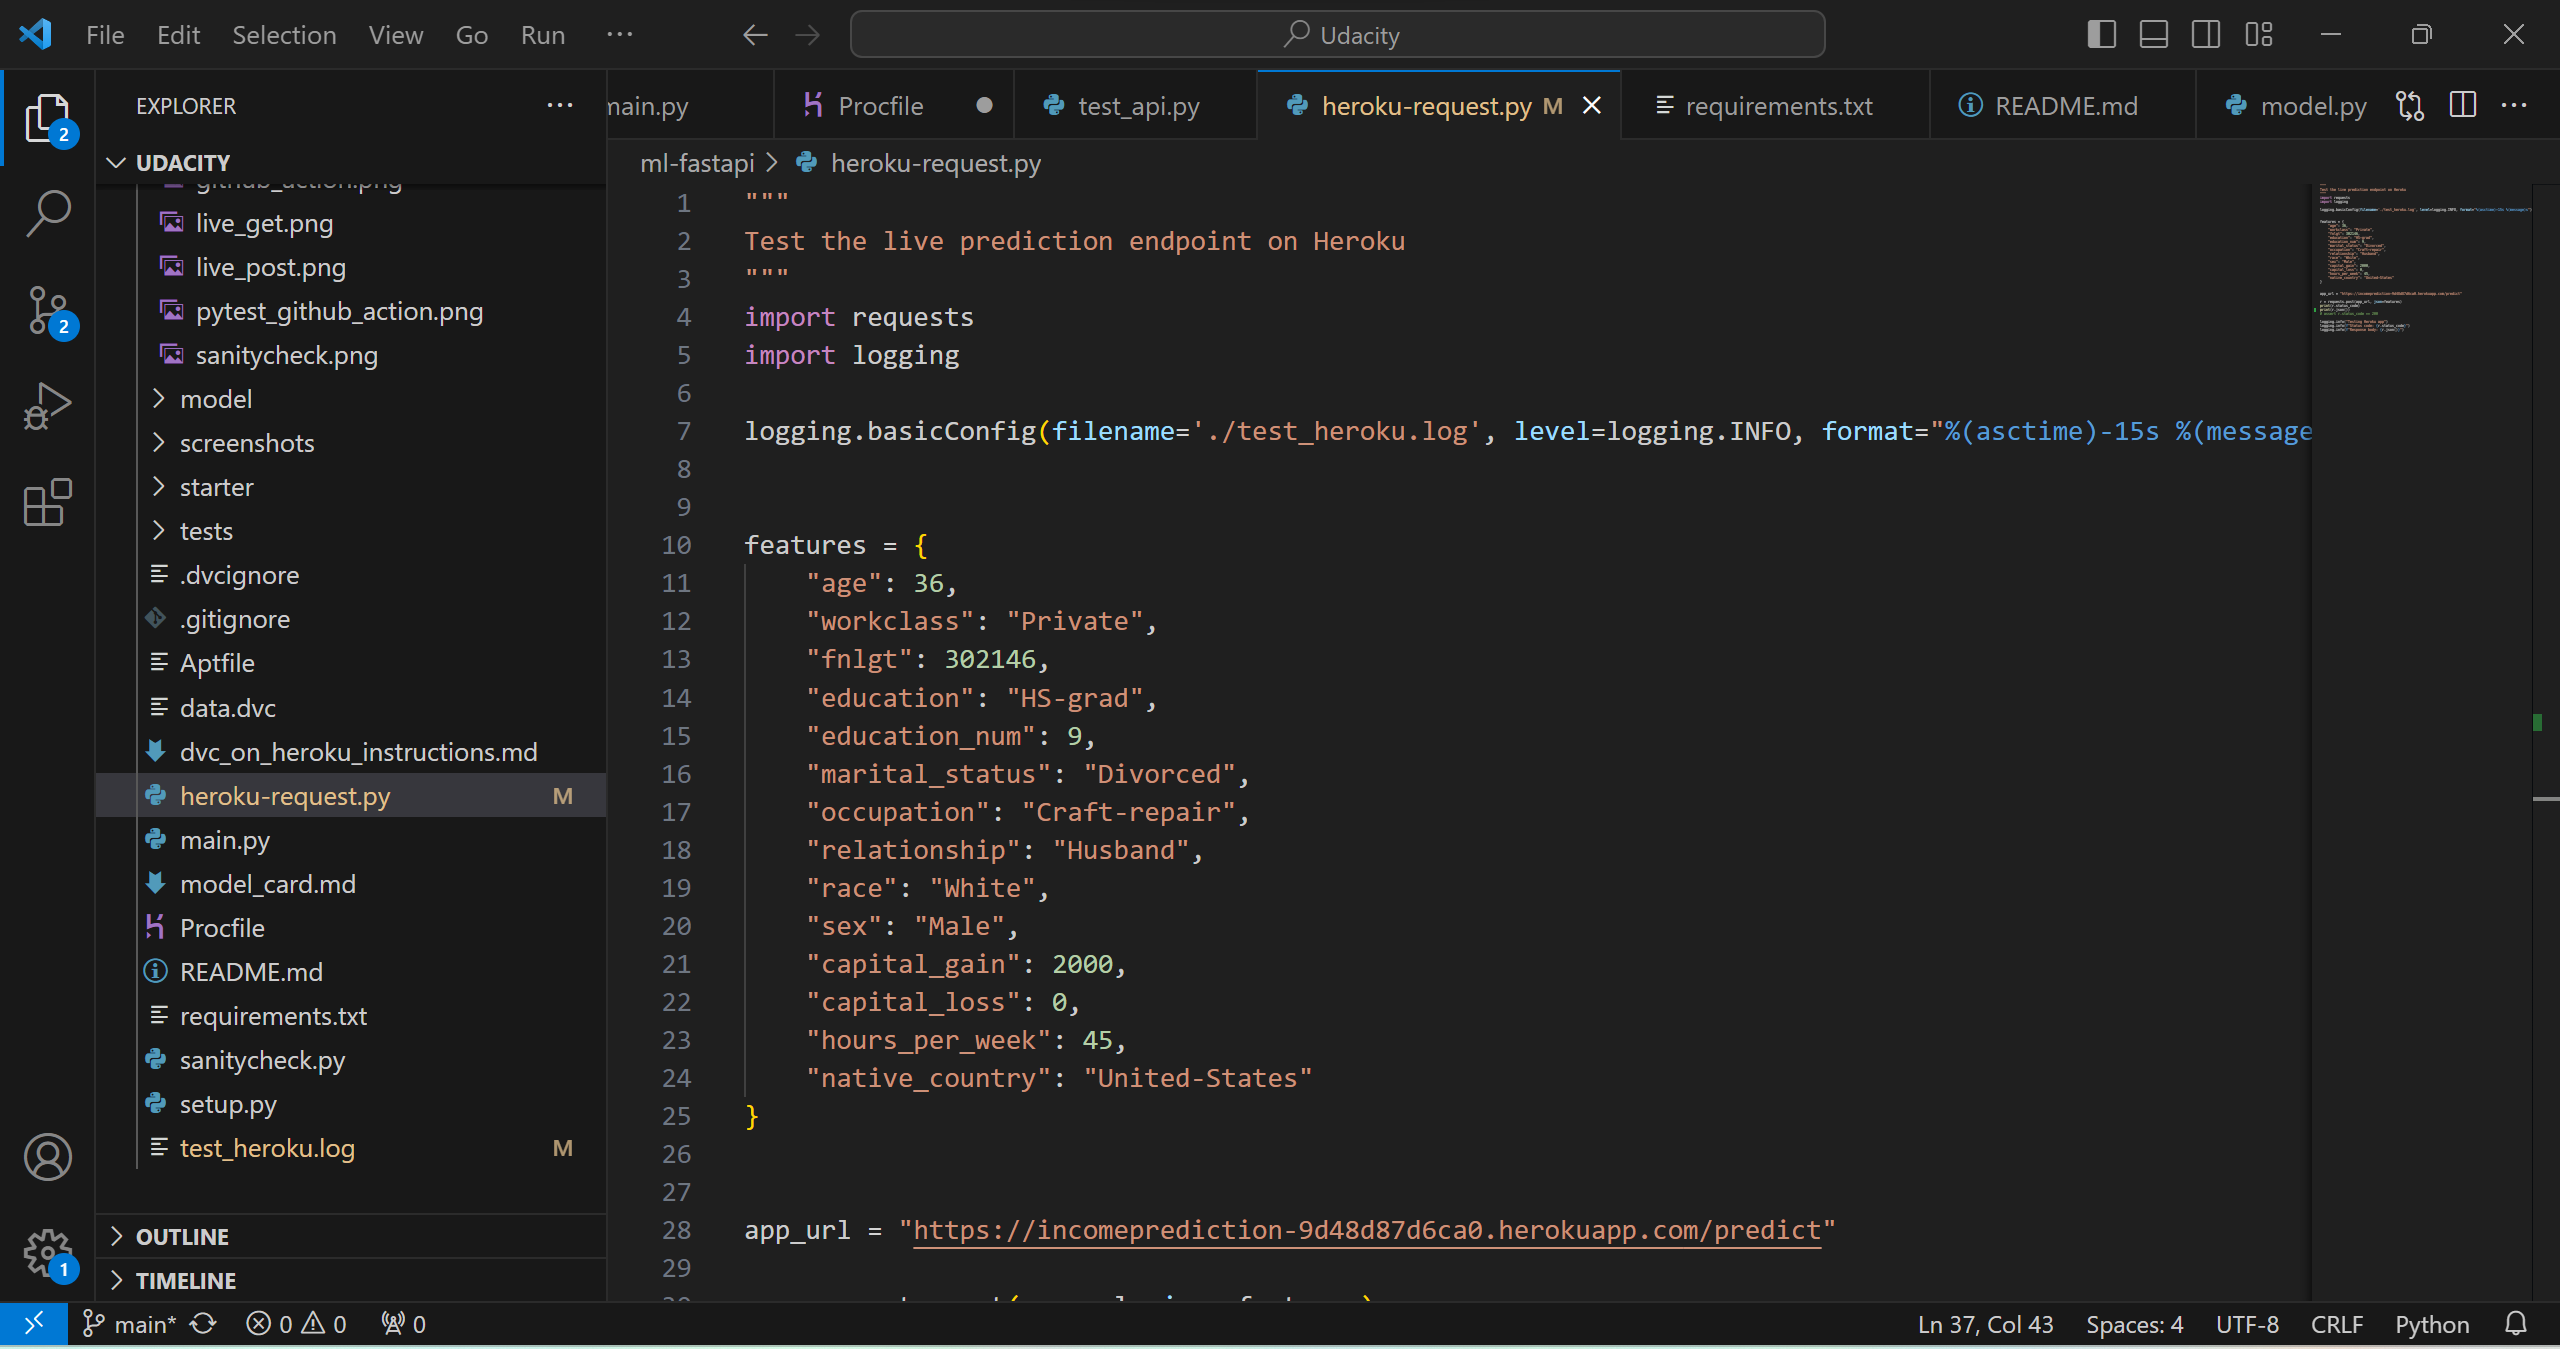 File Edit Selection View Go Run ···
Udacity
EXPLORER ···
main.py Procfile test_api.py heroku-request.py M requirements.txt README.md model.py ···
2
UDACITY
ml-fastapi > heroku-request.py
github_action.png
live_get.png
live_post.png
pytest_github_action.png
2
sanitycheck.png
model
screenshots
starter
tests
.dvcignore
.gitignore
Aptfile
data.dvc
dvc_on_heroku_instructions.md
heroku-request.py M
main.py
model_card.md
Procfile
README.md
requirements.txt
sanitycheck.py
setup.py
test_heroku.log M
OUTLINE
1
TIMELINE
1 """
2 Test the live prediction endpoint on Heroku
3 """
4 import requests
5 import logging
6
7 logging.basicConfig(filename='./test_heroku.log', level=logging.INFO, format="%(asctime)-15s %(message
8
9
10 features = {
11 "age": 36,
12 "workclass": "Private",
13 "fnlgt": 302146,
14 "education": "HS-grad",
15 "education_num": 9,
16 "marital_status": "Divorced",
17 "occupation": "Craft-repair",
18 "relationship": "Husband",
19 "race": "White",
20 "sex": "Male",
21 "capital_gain": 2000,
22 "capital_loss": 0,
23 "hours_per_week": 45,
24 "native_country": "United-States"
25 }
26
27
28 app_url = "https://incomeprediction-9d48d87d6ca0.herokuapp.com/predict"
29
main* 0 0 0 Ln 37, Col 43 Spaces: 4 UTF-8 CRLF Python